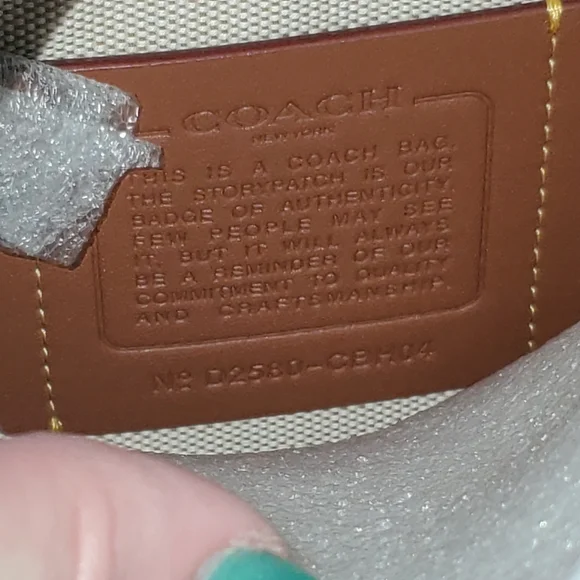 COACH
NEW YORK
THIS IS A COACH BAG.
THE STORYPATCH IS OUR
BADGE OF AUTHENTICITY.
FEW PEOPLE MAY SEE
IT, BUT IT WILL ALWAYS
BE A REMINDER OF OUR
COMMITMENT TO QUALITY
AND CRAFTSMANSHIP.
Nº D2580-CBH04